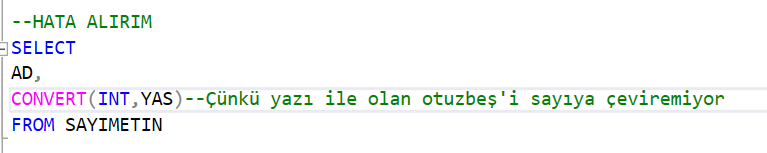 --HATA ALIRIM
SELECT
AD,
CONVERT(INT,YAS)--Çünkü yazı ile olan otuzbeş'i sayıya çeviremiyor
FROM SAYIMETIN